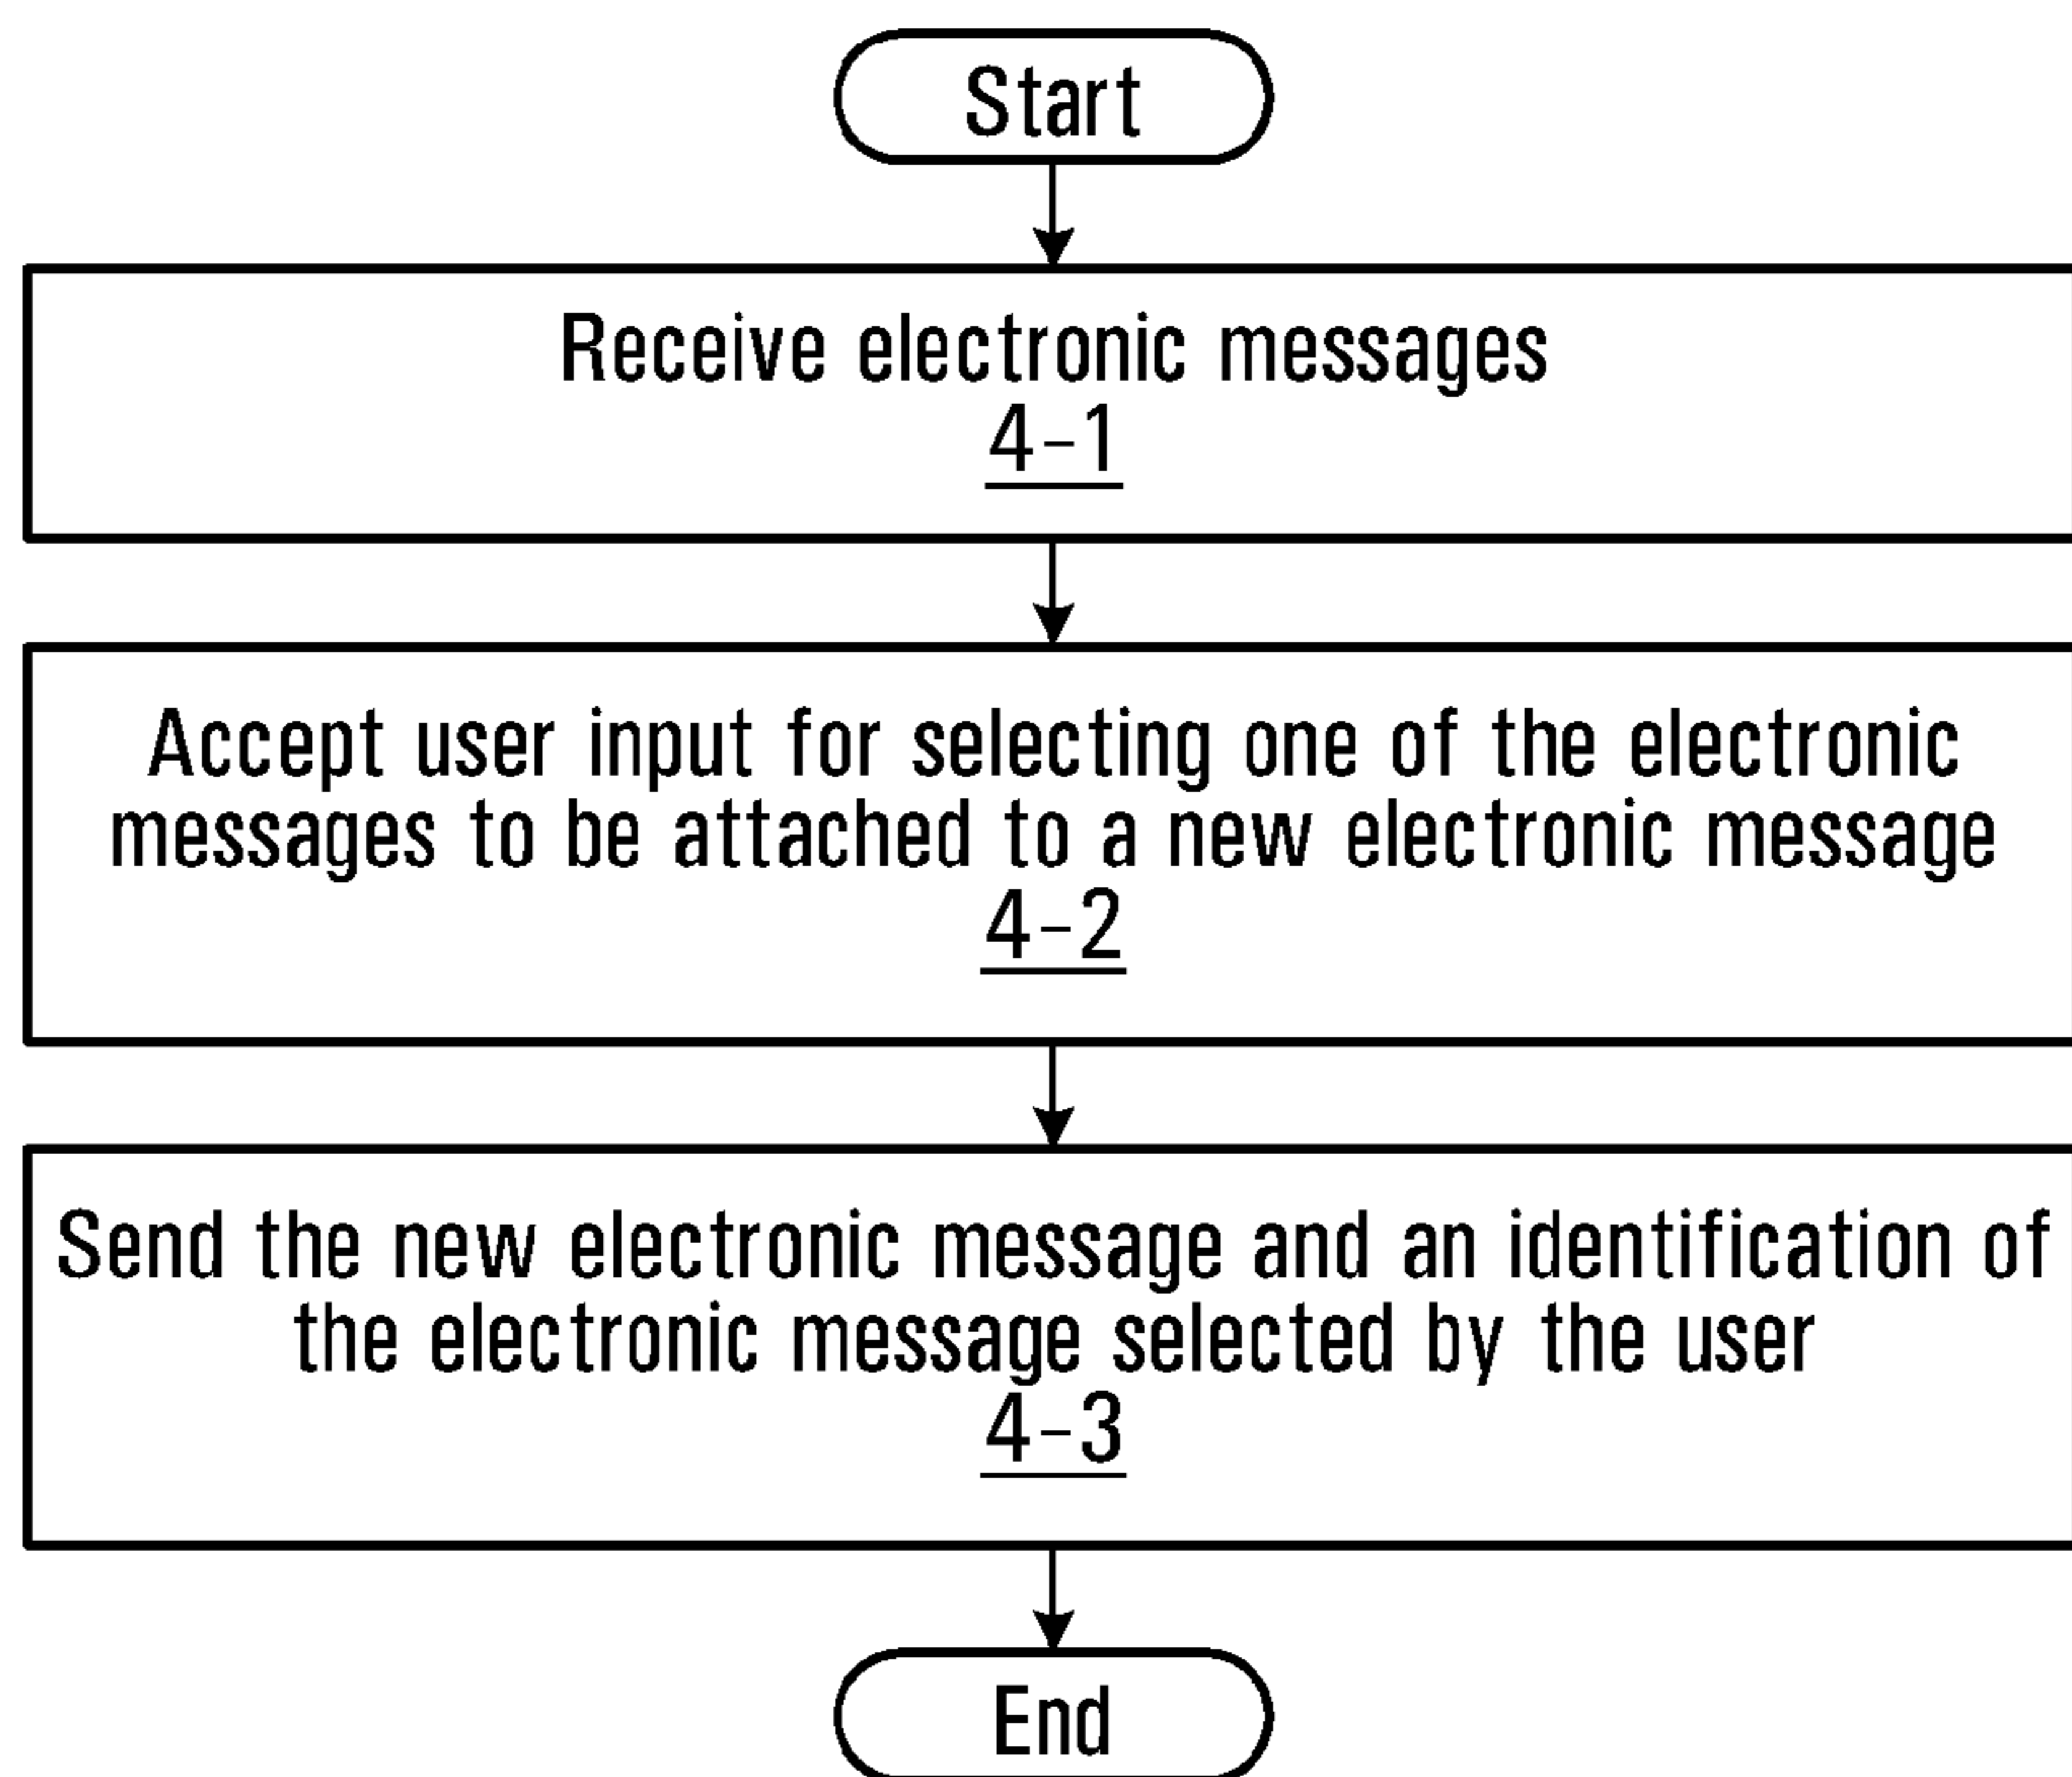 Start
Receive electronic messages
4-1
Accept user input for selecting one of the electronic
messages to be attached to a new electronic message
4-2
Send the new electronic message and an identification of
the electronic message selected by the user
4-3
End